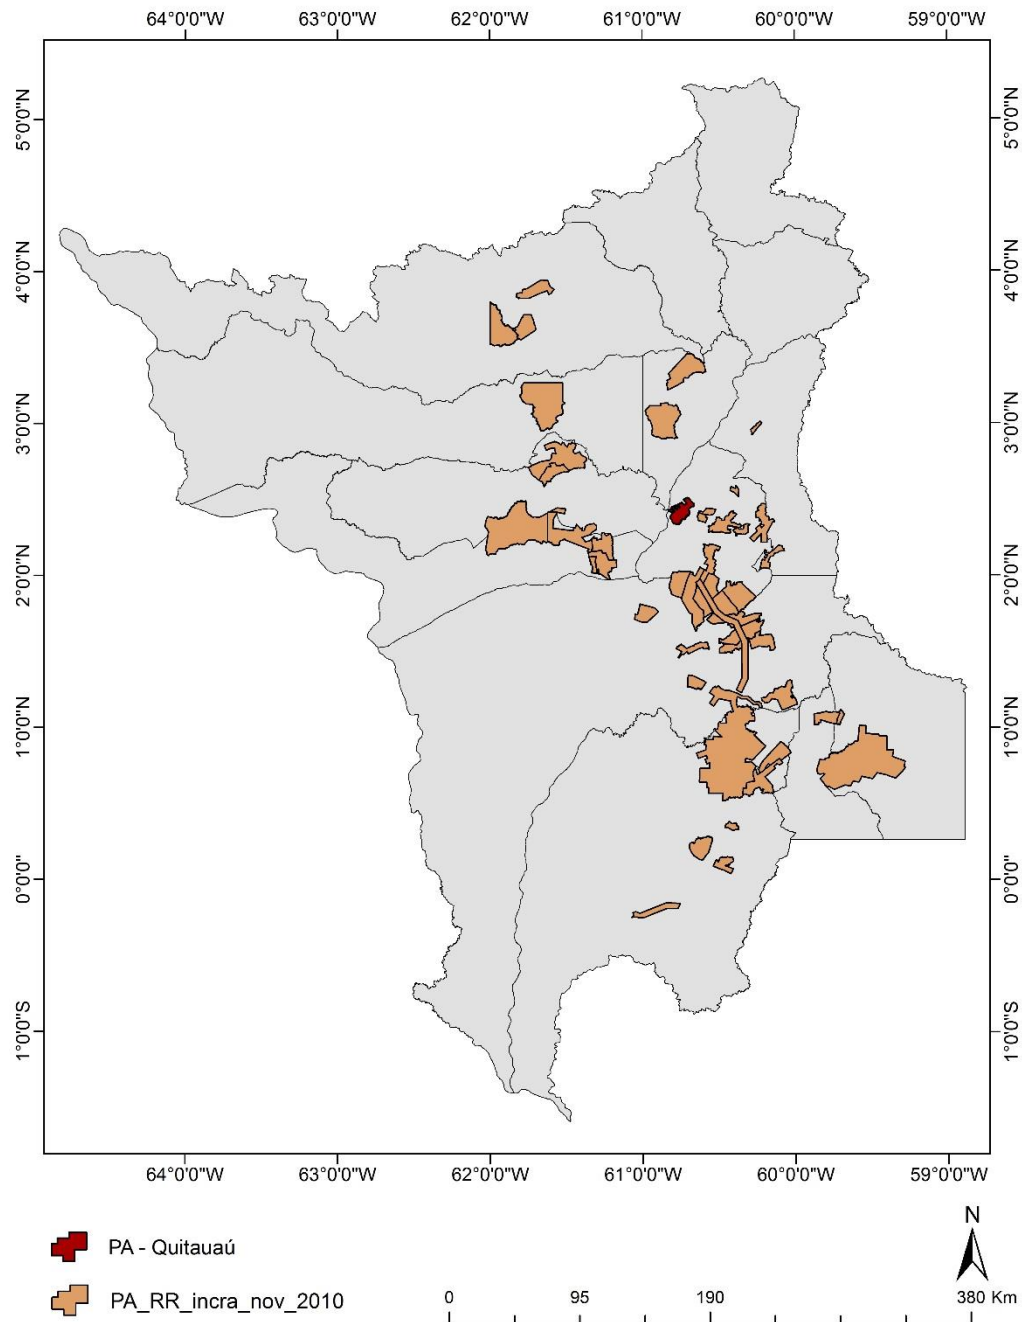 64°0'0"W 63°0'0"W 62°0'0"W 61°0'0"W 60°0'0"W 59°0'0"W
5°0'0"N 5°0'0"N
4°0'0"N 4°0'0"N
3°0'0"N 3°0'0"N
2°0'0"N 2°0'0"N
1°0'0"N 1°0'0"N
0°0'0" 0°0'0"
1°0'0"S 1°0'0"S
64°0'0"W 63°0'0"W 62°0'0"W 61°0'0"W 60°0'0"W 59°0'0"W
N
PA - Quitauaú
PA_RR_incra_nov_2010
0 95 190 380 Km